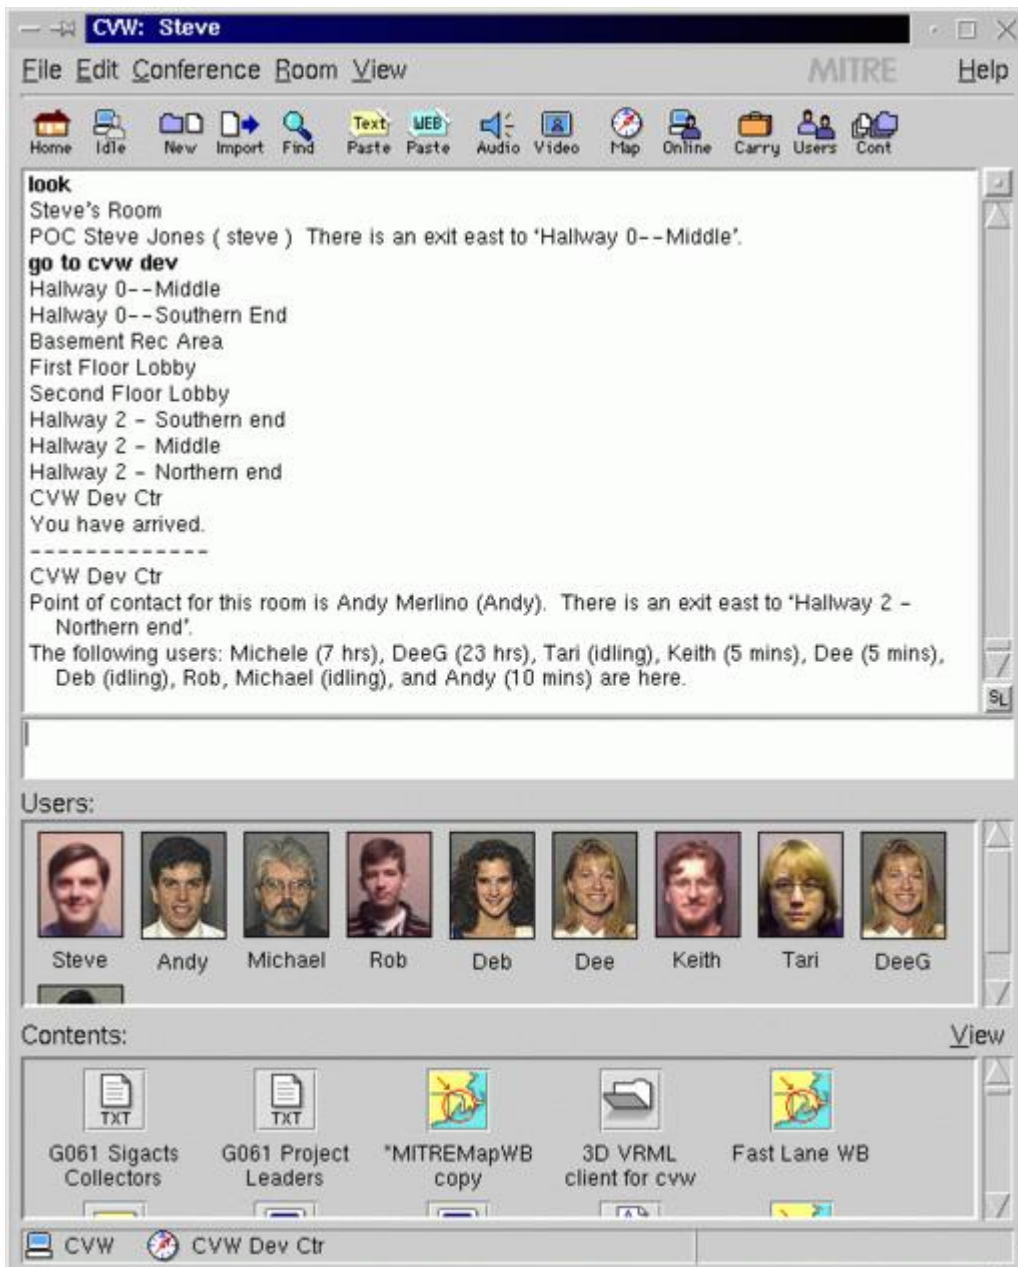 CVW: Steve
File Edit Conference Room View MITRE Help
Home Idle New Import Find Text Paste WEB Paste Audio Video Map Online Carry Users Cont
look
Steve's Room
POC Steve Jones ( steve ) There is an exit east to 'Hallway 0--Middle'.
go to cvw dev
Hallway 0--Middle
Hallway 0--Southern End
Basement Rec Area
First Floor Lobby
Second Floor Lobby
Hallway 2 - Southern end
Hallway 2 - Middle
Hallway 2 - Northern end
CVW Dev Ctr
You have arrived.
-------------
CVW Dev Ctr
Point of contact for this room is Andy Merlino (Andy). There is an exit east to 'Hallway 2 -
Northern end'.
The following users: Michele (7 hrs), DeeG (23 hrs), Tari (idling), Keith (5 mins), Dee (5 mins),
Deb (idling), Rob, Michael (idling), and Andy (10 mins) are here.
SL
Users:
Steve Andy Michael Rob Deb Dee Keith Tari DeeG
Contents: View
TXT TXT
G061 Sigacts G061 Project "MITREMapWB 3D VRML Fast Lane WB
Collectors Leaders copy client for cvw
CVW CVW Dev Ctr